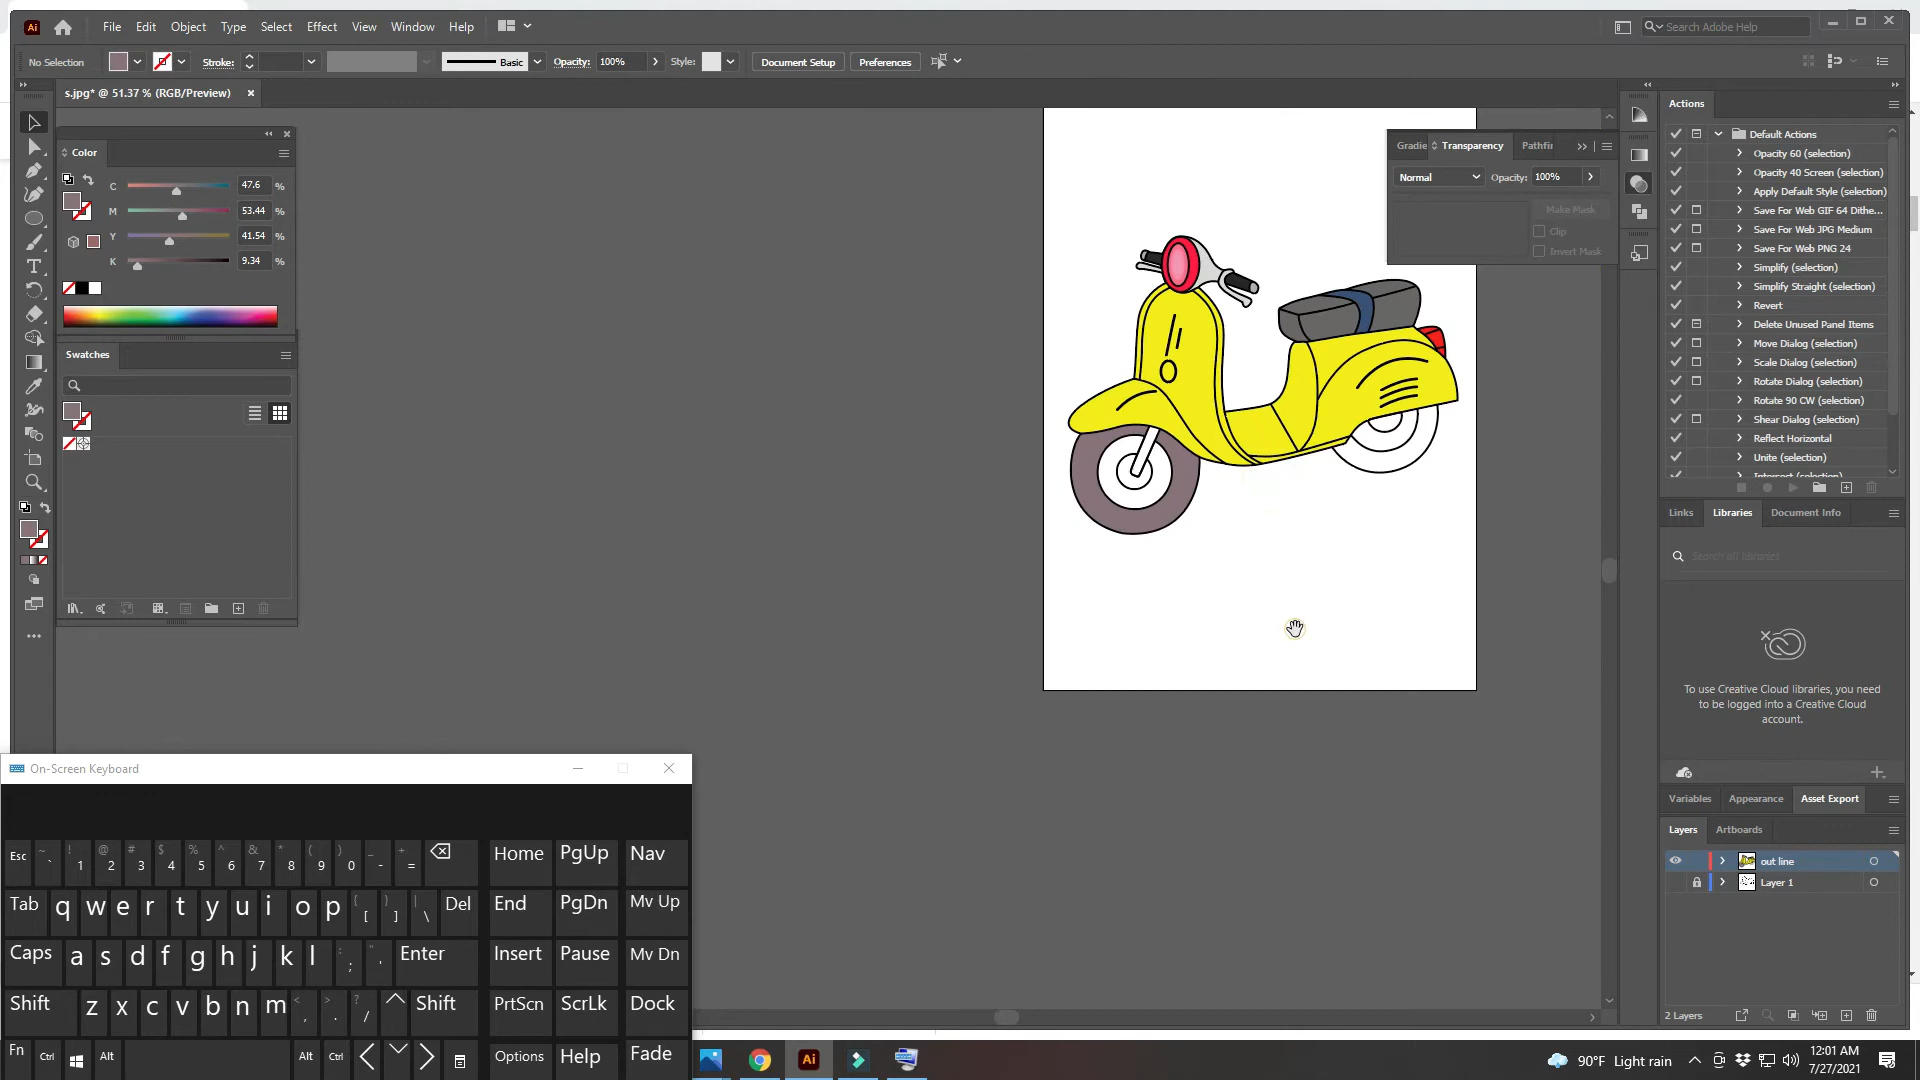 Ai File Edit Object Type Select Effect View Window Help Search Adobe Help
No Selection Stroke: Basic Opacity: 100% Style: Document Setup Preferences
s.jpg* @ 51.37 % (RGB/Preview)
Color
C 47.6 %
M 53.44 %
Y 41.54 %
K 9.34 %
Swatches
Gradie Transparency Pathfi
Normal Opacity: 100%
Make Mask
Clip
Invert Mask
Actions
Default Actions
Opacity 60 (selection)
Opacity 40 Screen (selection)
Apply Default Style (selection)
Save For Web GIF 64 Dithe...
Save For Web JPG Medium
Save For Web PNG 24
Simplify (selection)
Simplify Straight (selection)
Revert
Delete Unused Panel Items
Move Dialog (selection)
Scale Dialog (selection)
Rotate Dialog (selection)
Rotate 90 CW (selection)
Shear Dialog (selection)
Reflect Horizontal
Unite (selection)
Intersect (selection)
Links Libraries Document Info
Search all libraries
To use Creative Cloud libraries, you need
to be logged into a Creative Cloud
account.
Variables Appearance Asset Export
Layers Artboards
out line
Layer 1
2 Layers
On-Screen Keyboard
Esc ~ ` ! 1 @ 2 # 3 $ 4 % 5 ^ 6 & 7 * 8 ( 9 ) 0 _ - + = Home PgUp Nav
Tab q w e r t y u i o p { [ } ] | \ Del End PgDn Mv Up
Caps a s d f g h j k l : ; " ' Enter Insert Pause Mv Dn
Shift z x c v b n m < , > . ? / Shift PrtScn ScrLk Dock
Fn Ctrl Alt Alt Ctrl Options Help Fade
Ai 90°F Light rain 12:01 AM
7/27/2021